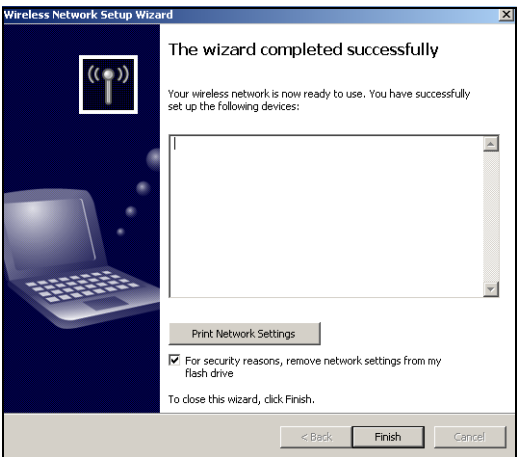 Wireless Network Setup Wizard
The wizard completed successfully
Your wireless network is now ready to use. You have successfully
set up the following devices:
Print Network Settings
For security reasons, remove network settings from my
flash drive
To close this wizard, click Finish.
< Back
Finish
Cancel